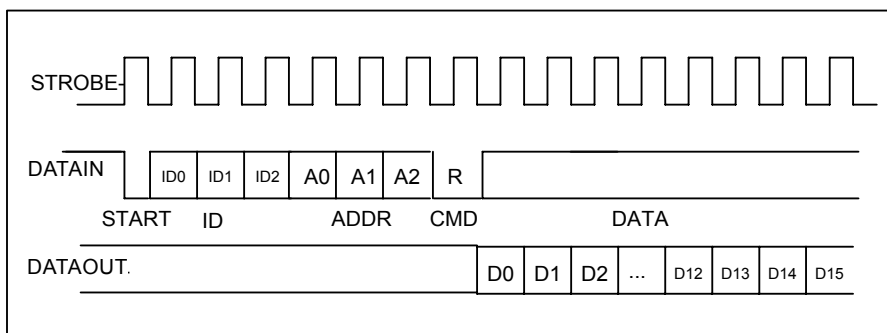 STROBE
DATAIN ID0 ID1 ID2 A0 A1 A2 R
START ID ADDR CMD DATA
DATAOUT. D0 D1 D2 ... D12 D13 D14 D15